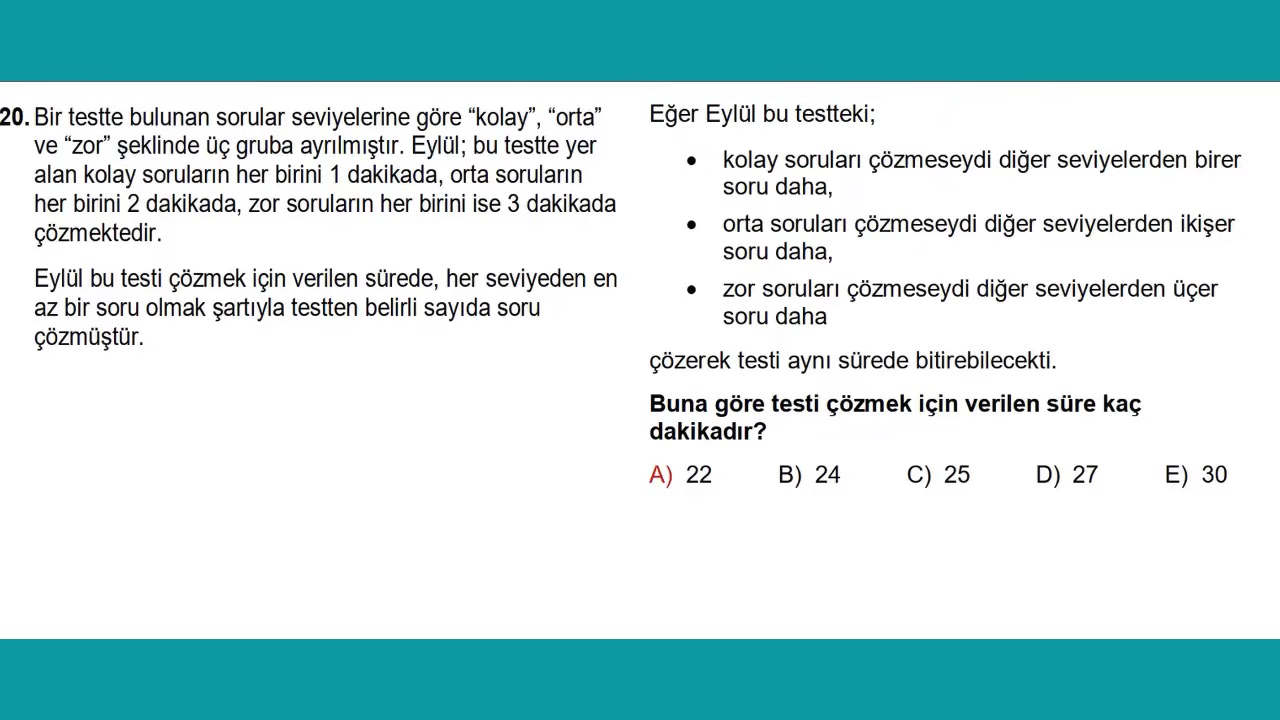 20. Bir testte bulunan sorular seviyelerine göre “kolay”, “orta”
ve “zor” şeklinde üç gruba ayrılmıştır. Eylül; bu testte yer
alan kolay soruların her birini 1 dakikada, orta soruların
her birini 2 dakikada, zor soruların her birini ise 3 dakikada
çözmektedir.
Eylül bu testi çözmek için verilen sürede, her seviyeden en
az bir soru olmak şartıyla testten belirli sayıda soru
çözmüştür.
Eğer Eylül bu testteki;
• kolay soruları çözmeseydi diğer seviyelerden birer
soru daha,
• orta soruları çözmeseydi diğer seviyelerden ikişer
soru daha,
• zor soruları çözmeseydi diğer seviyelerden üçer
soru daha
çözerek testi aynı sürede bitirebilecekti.
Buna göre testi çözmek için verilen süre kaç
dakikadır?
A) 22 B) 24 C) 25 D) 27 E) 30